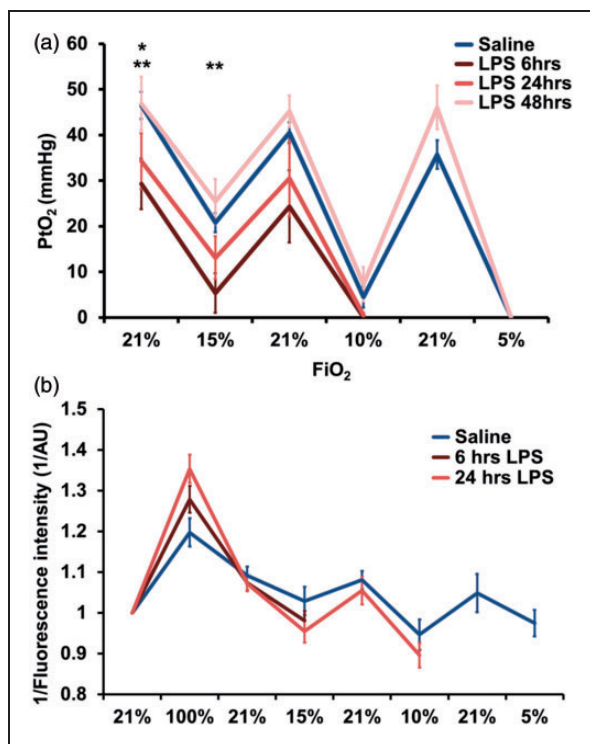 (a)
60
50
40
30
20
10
0
PtO₂ (mmHg)
*
**
**
Saline
LPS 6hrs
LPS 24hrs
LPS 48hrs
21% 15% 21% 10% 21% 5%
FiO₂
(b)
1.5
1.4
1.3
1.2
1.1
1
0.9
0.8
1/Fluorescence intensity (1/AU)
Saline
6 hrs LPS
24 hrs LPS
21% 100% 21% 15% 21% 10% 21% 5%